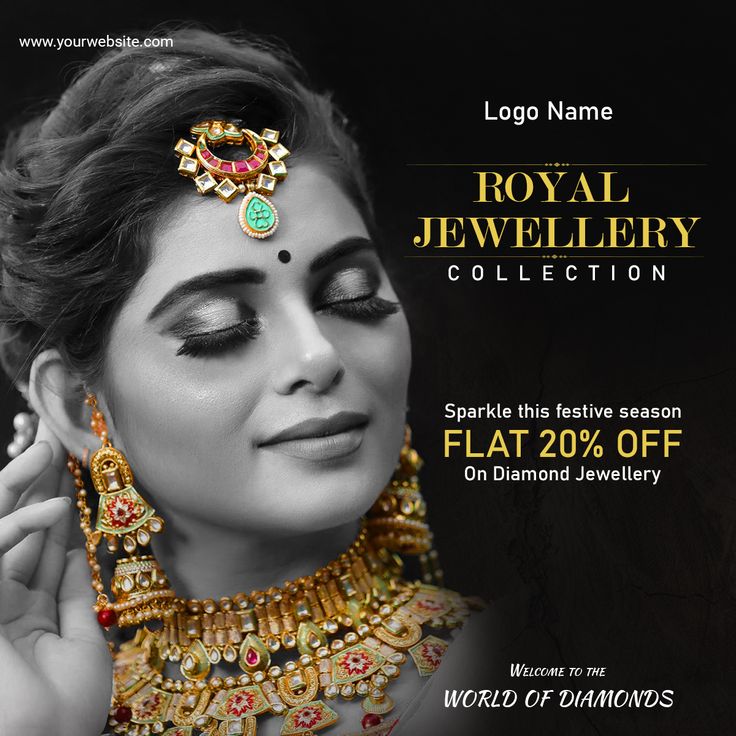 www.yourwebsite.com
Logo Name
ROYAL
JEWELLERY
COLLECTION
Sparkle this festive season
FLAT 20% OFF
On Diamond Jewellery
WELCOME TO THE
WORLD OF DIAMONDS